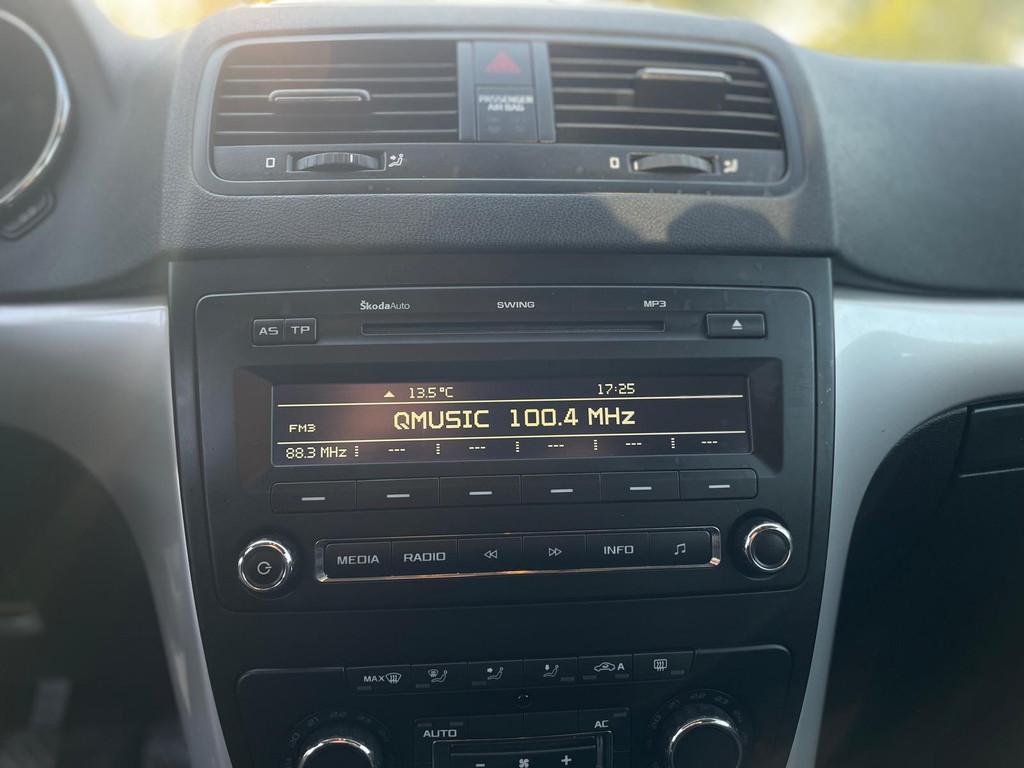 PASSENGER
AIR BAG
0
0
ŠkodaAuto SWING MP3
AS TP
13.5°C 17:25
FM3 QMUSIC 100.4 MHz
88.3 MHz --- --- --- --- ---
MEDIA RADIO INFO
MAX A
AUTO AC
- +